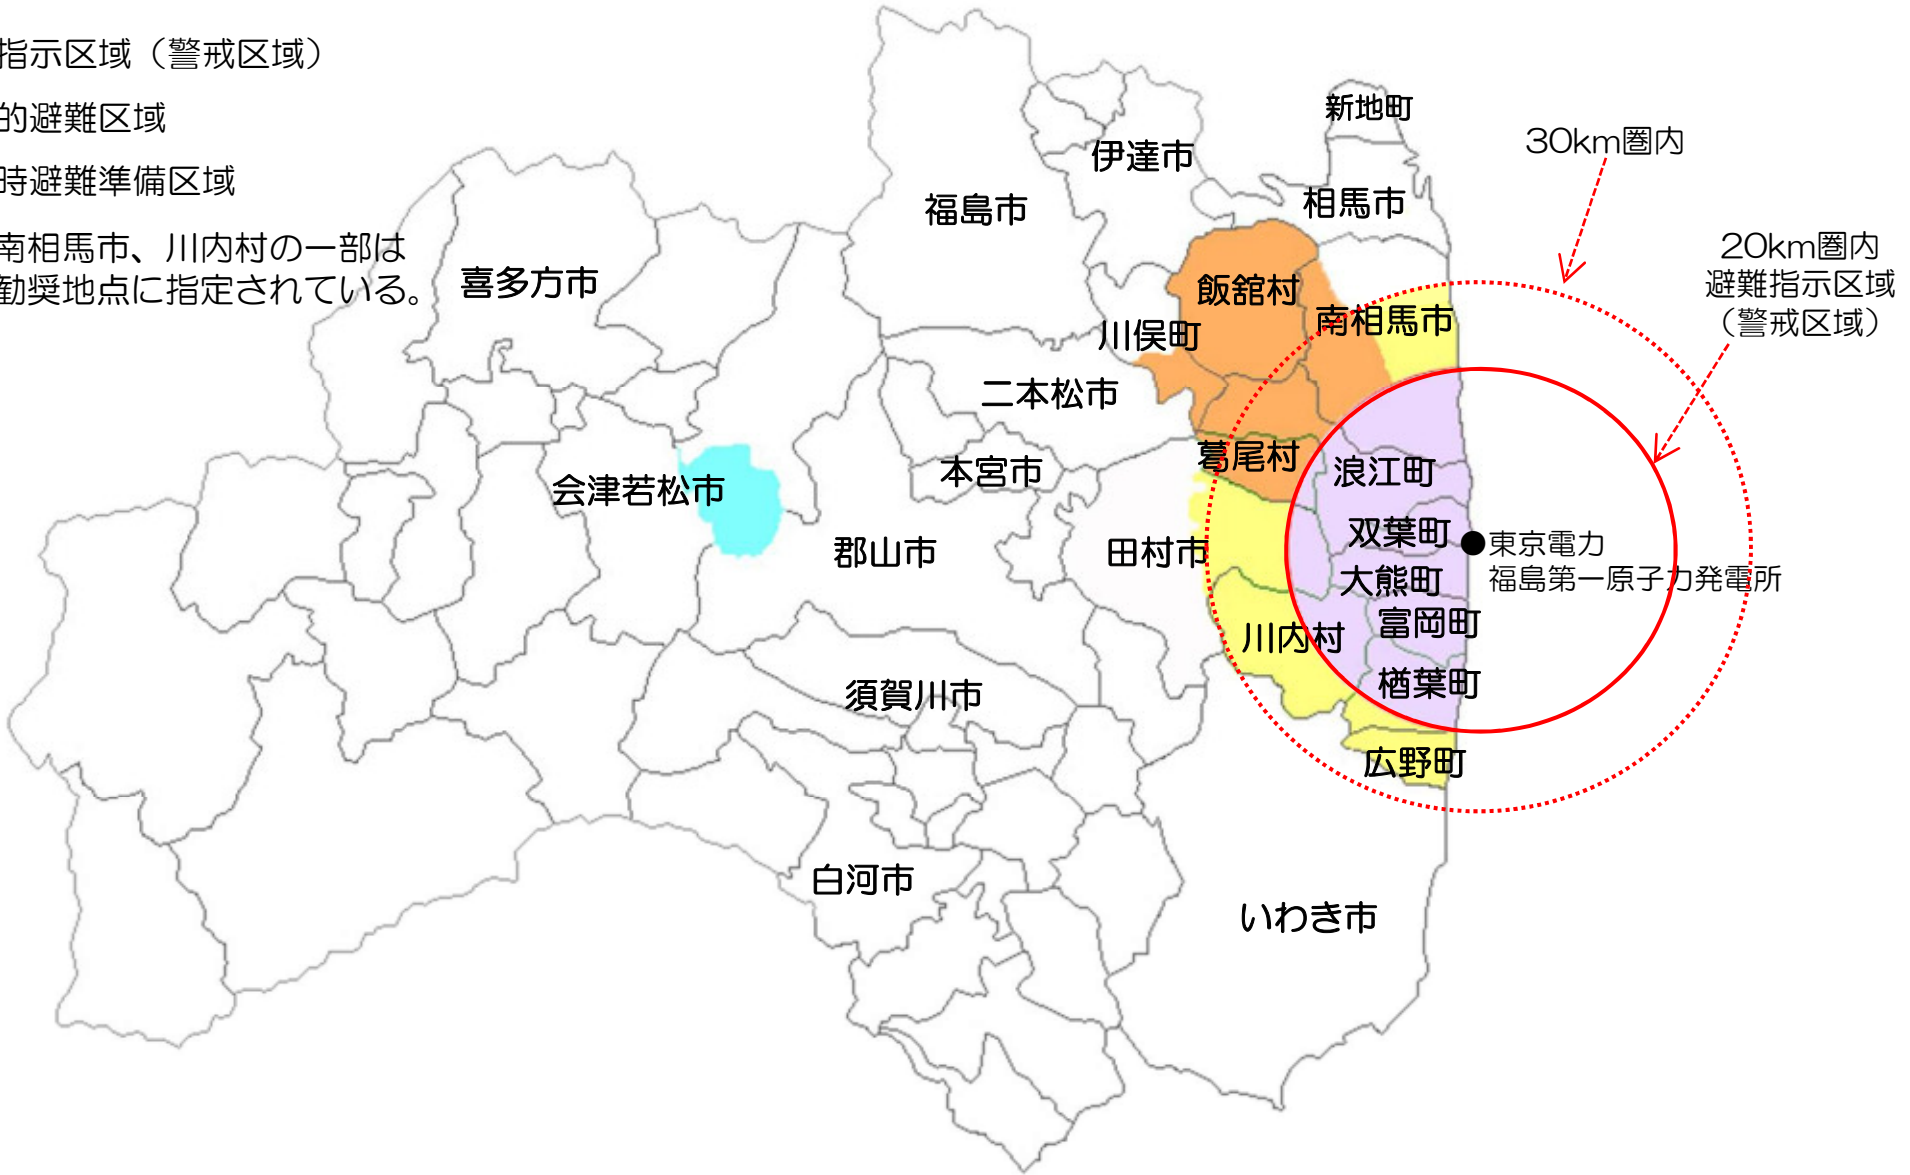 指示区域（警戒区域）
的避難区域
時避難準備区域
南相馬市、川内村の一部は
勧奨地点に指定されている。
新地町
30km圏内
伊達市
福島市
相馬市
20km圏内
避難指示区域
（警戒区域）
喜多方市
飯舘村
南相馬市
川俣町
二本松市
葛尾村
本宮市
浪江町
会津若松市
双葉町
東京電力
福島第一原子力発電所
郡山市
田村市
大熊町
富岡町
川内村
楢葉町
須賀川市
広野町
白河市
いわき市